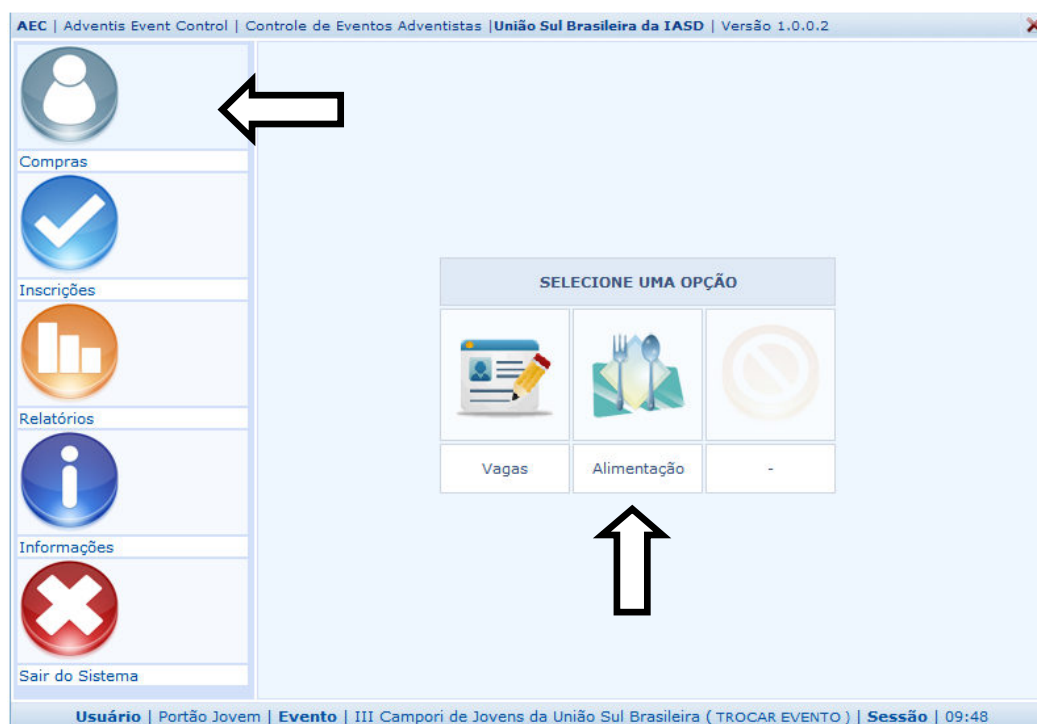 AEC | Adventis Event Control | Controle de Eventos Adventistas |União Sul Brasileira da IASD | Versão 1.0.0.2
Compras
Inscrições
Relatórios
Informações
Sair do Sistema
SELECIONE UMA OPÇÃO
Vagas Alimentação -
Usuário | Portão Jovem | Evento | III Campori de Jovens da União Sul Brasileira ( TROCAR EVENTO ) | Sessão | 09:48